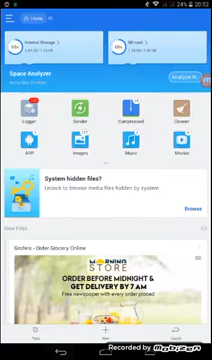 20:52
Home
Internal Storage
SD card
Space Analyzer
Analyze N
Logger
Sender
Compressed
Cleaner
APP
Images
Music
Movies
System hidden files?
Unlock to browse media files hidden by system
Browse
New Files
Grofers - Order Grocery Online
MORNING
STORE
ORDER BEFORE MIDNIGHT &
GET DELIVERY BY 7 AM
Free newspaper with every order placed
Recorded by
Mobizen